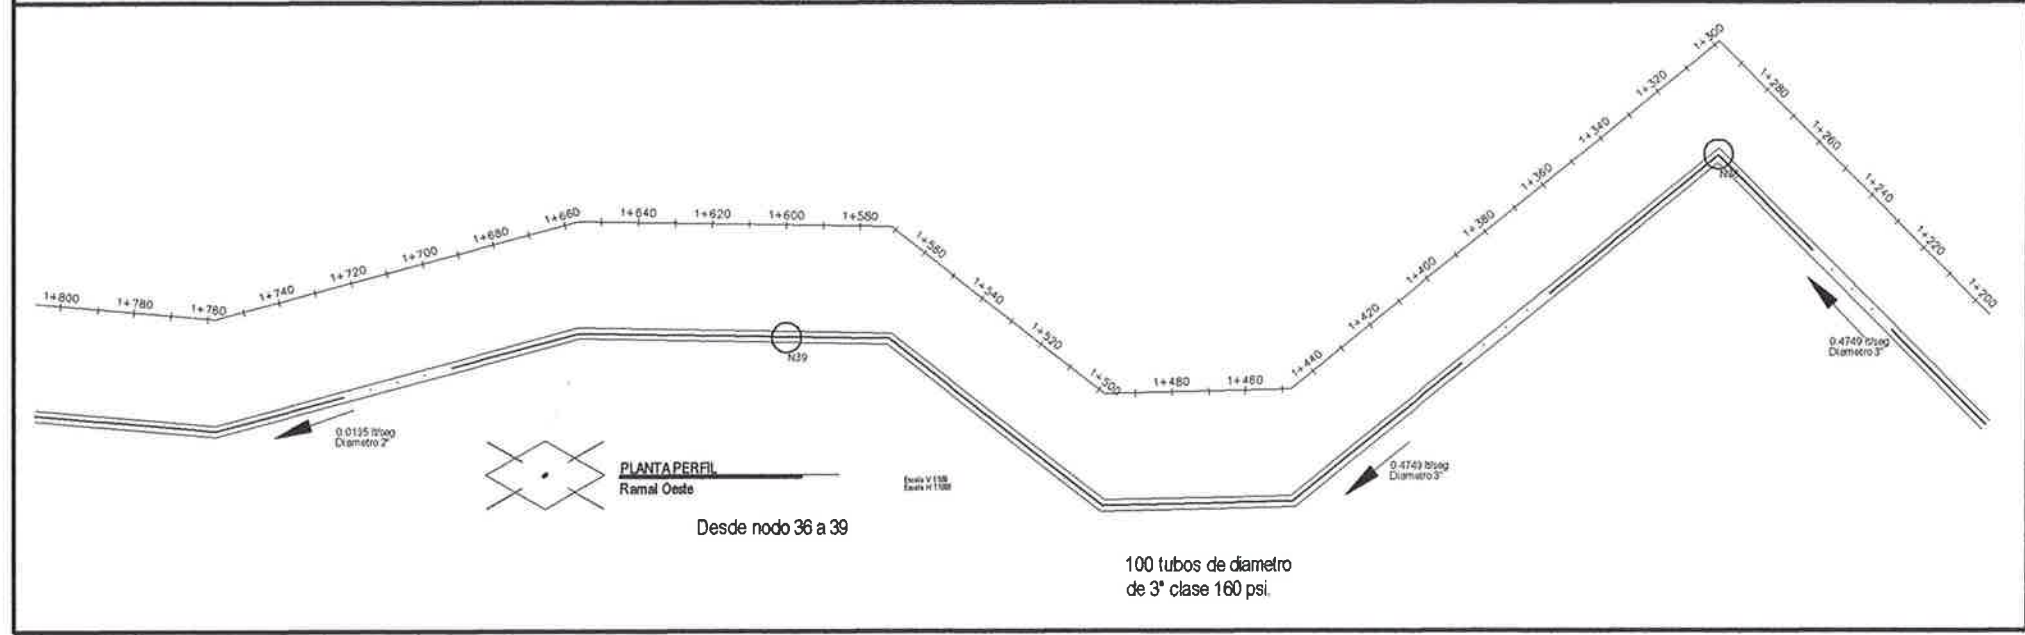 1+300
1+320
1+280
1+340
1+260
1+360
1+240
1+380
1+220
1+400
1+200
1+420
1+440
1+460
1+480
1+500
1+520
1+540
1+560
1+580
1+600
1+620
1+640
1+660
1+680
1+700
1+720
1+740
1+760
1+780
1+800
N39
0.4749 lt/seg
Diametro 3"
0.4749 lt/seg
Diametro 3"
0.0135 lt/seg
Diametro 2"
PLANTA PERFIL
Ramal Oeste
Escala V
Escala H
Desde nodo 36 a 39
100 tubos de diametro
de 3" clase 160 psi.